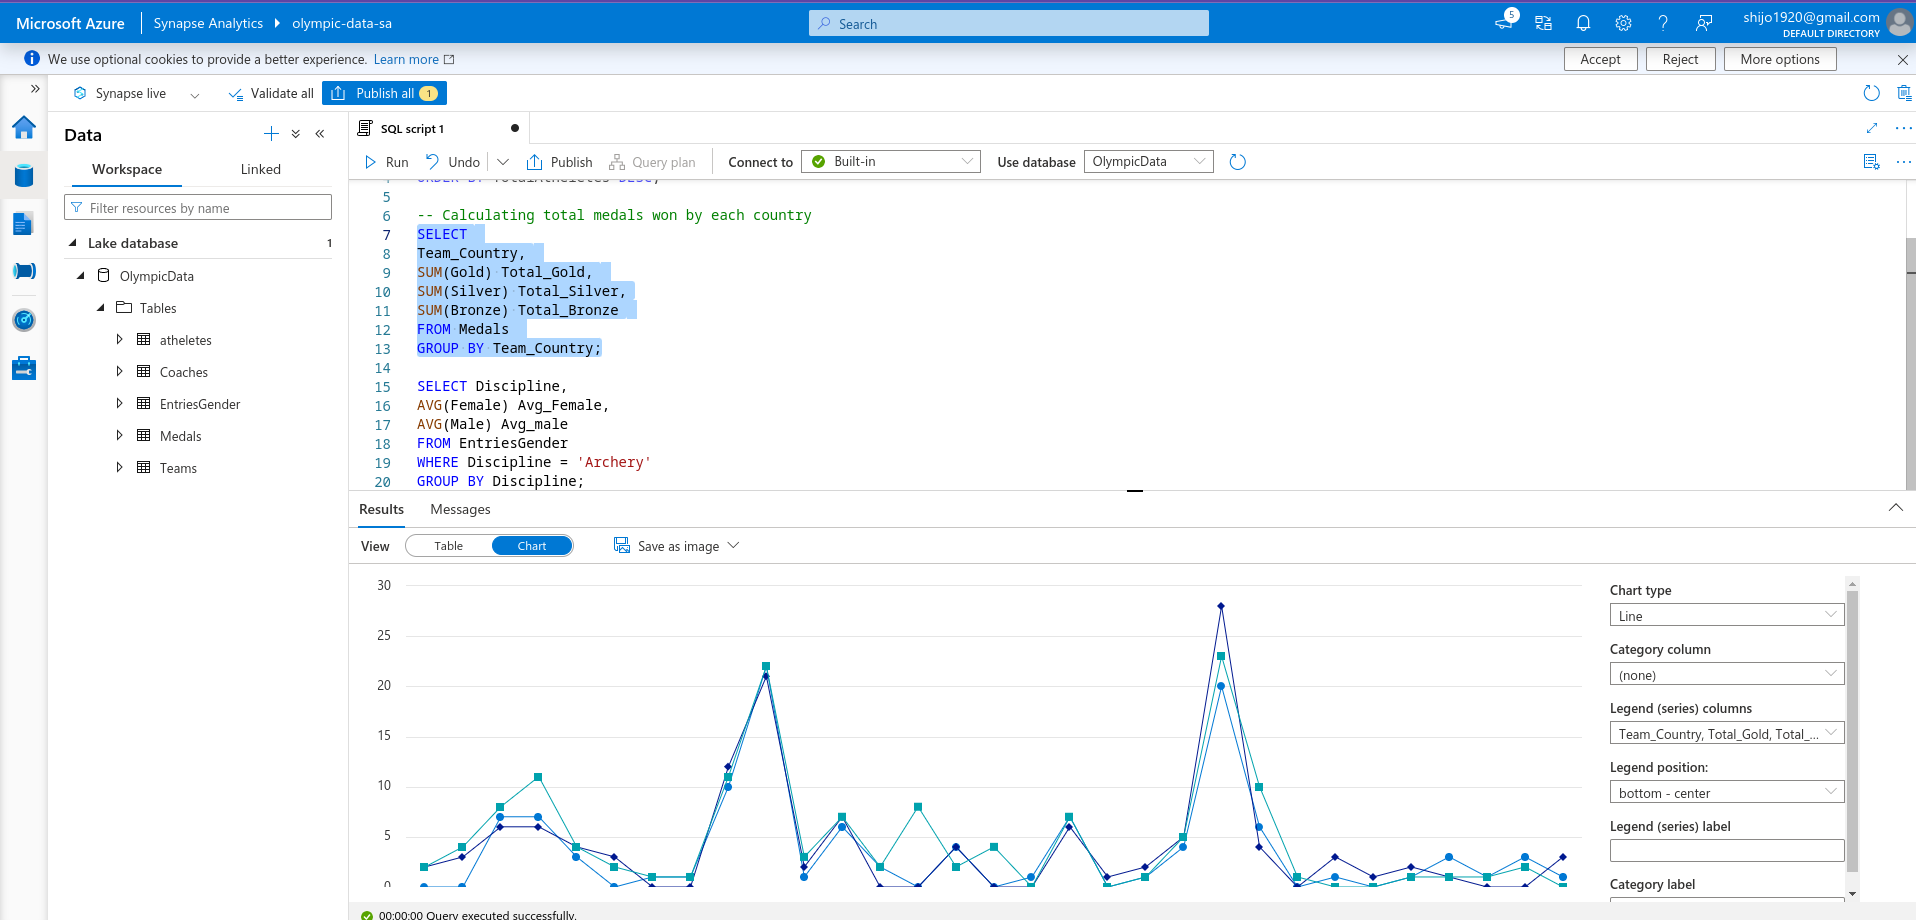 Microsoft Azure
Synapse Analytics
olympic-data-sa
Search
5
shijo1920@gmail.com
DEFAULT DIRECTORY
We use optional cookies to provide a better experience. Learn more
Accept
Reject
More options
Synapse live
Validate all
Publish all 1
Data
Workspace
Linked
Filter resources by name
Lake database 1
OlympicData
Tables
atheletes
Coaches
EntriesGender
Medals
Teams
SQL script 1
Run
Undo
Publish
Query plan
Connect to
Built-in
Use database
OlympicData
4 ORDER BY TotalAtheletes DESC;
5
6 -- Calculating total medals won by each country
7 SELECT
8 Team_Country,
9 SUM(Gold) Total_Gold,
10 SUM(Silver) Total_Silver,
11 SUM(Bronze) Total_Bronze
12 FROM Medals
13 GROUP BY Team_Country;
14
15 SELECT Discipline,
16 AVG(Female) Avg_Female,
17 AVG(Male) Avg_male
18 FROM EntriesGender
19 WHERE Discipline = 'Archery'
20 GROUP BY Discipline;
Results
Messages
View
Table
Chart
Save as image
30
25
20
15
10
5
0
Chart type
Line
Category column
(none)
Legend (series) columns
Team_Country, Total_Gold, Total_...
Legend position:
bottom - center
Legend (series) label
Category label
00:00:00 Query executed successfully.